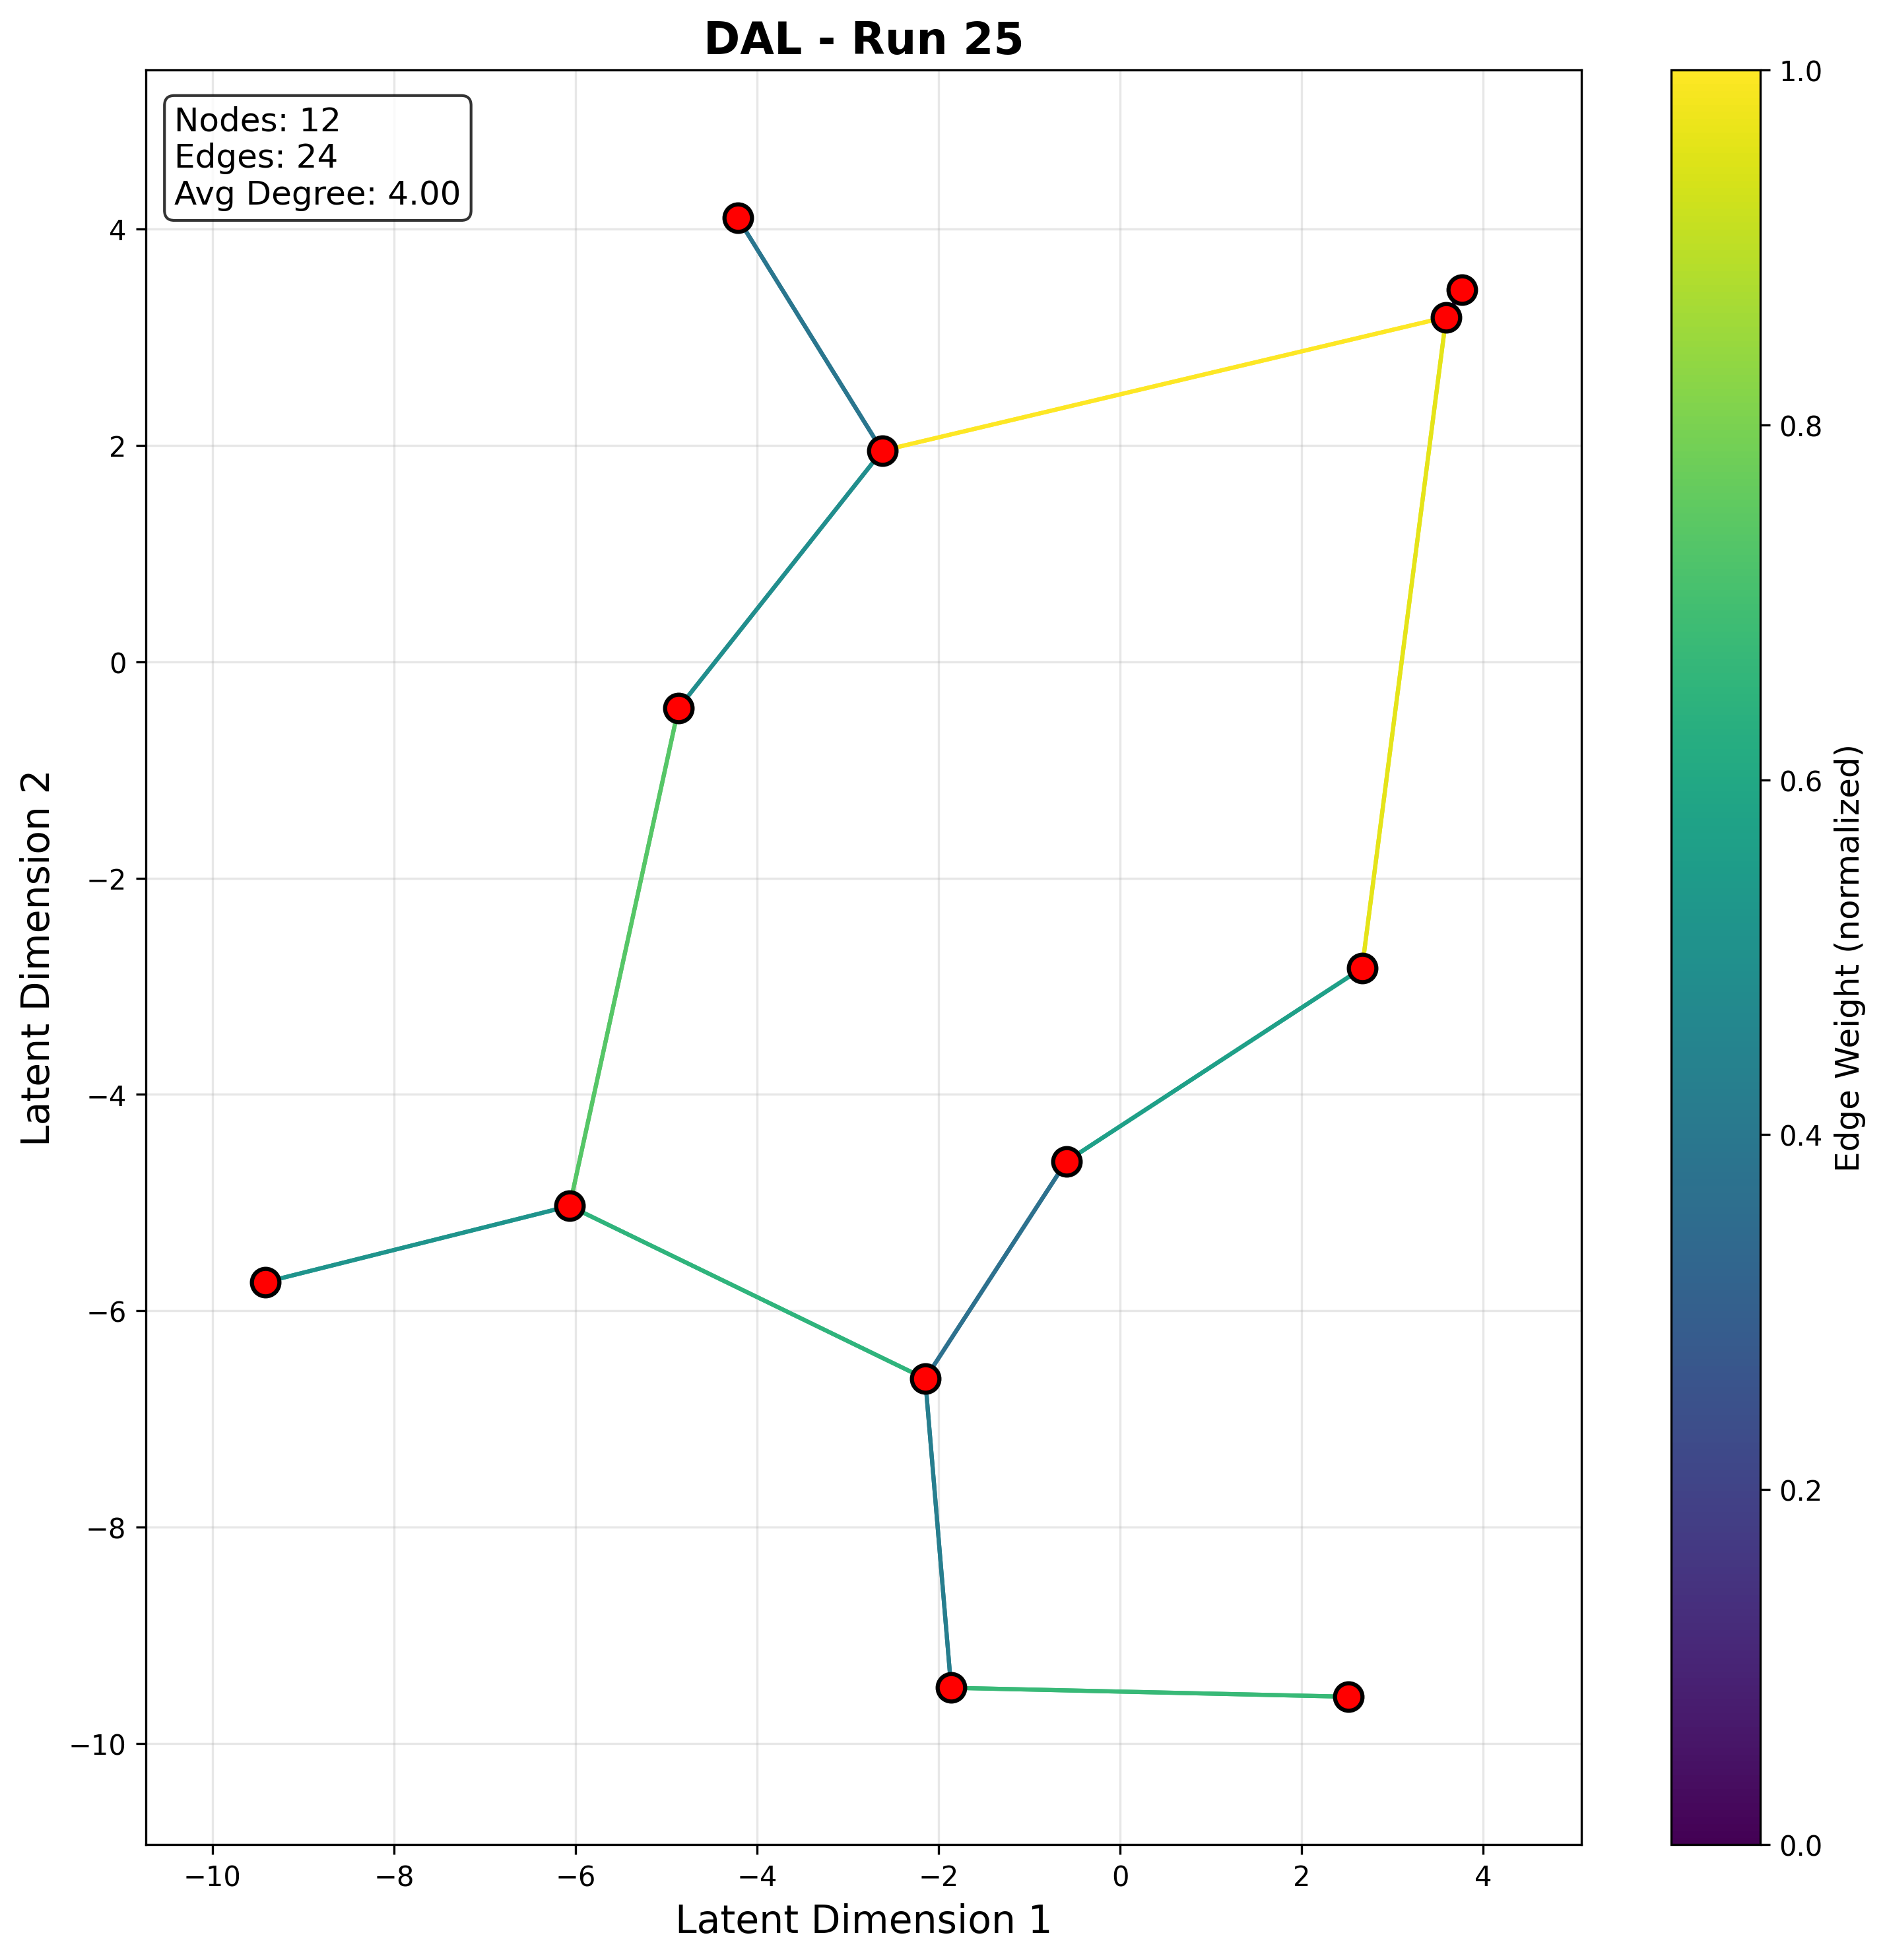 DAL - Run 25
Nodes: 12
Edges: 24
Avg Degree: 4.00
4
2
0
−2
−4
−6
−8
−10
Latent Dimension 2
−10 −8 −6 −4 −2 0 2 4
Latent Dimension 1
1.0
0.8
0.6
0.4
0.2
0.0
Edge Weight (normalized)